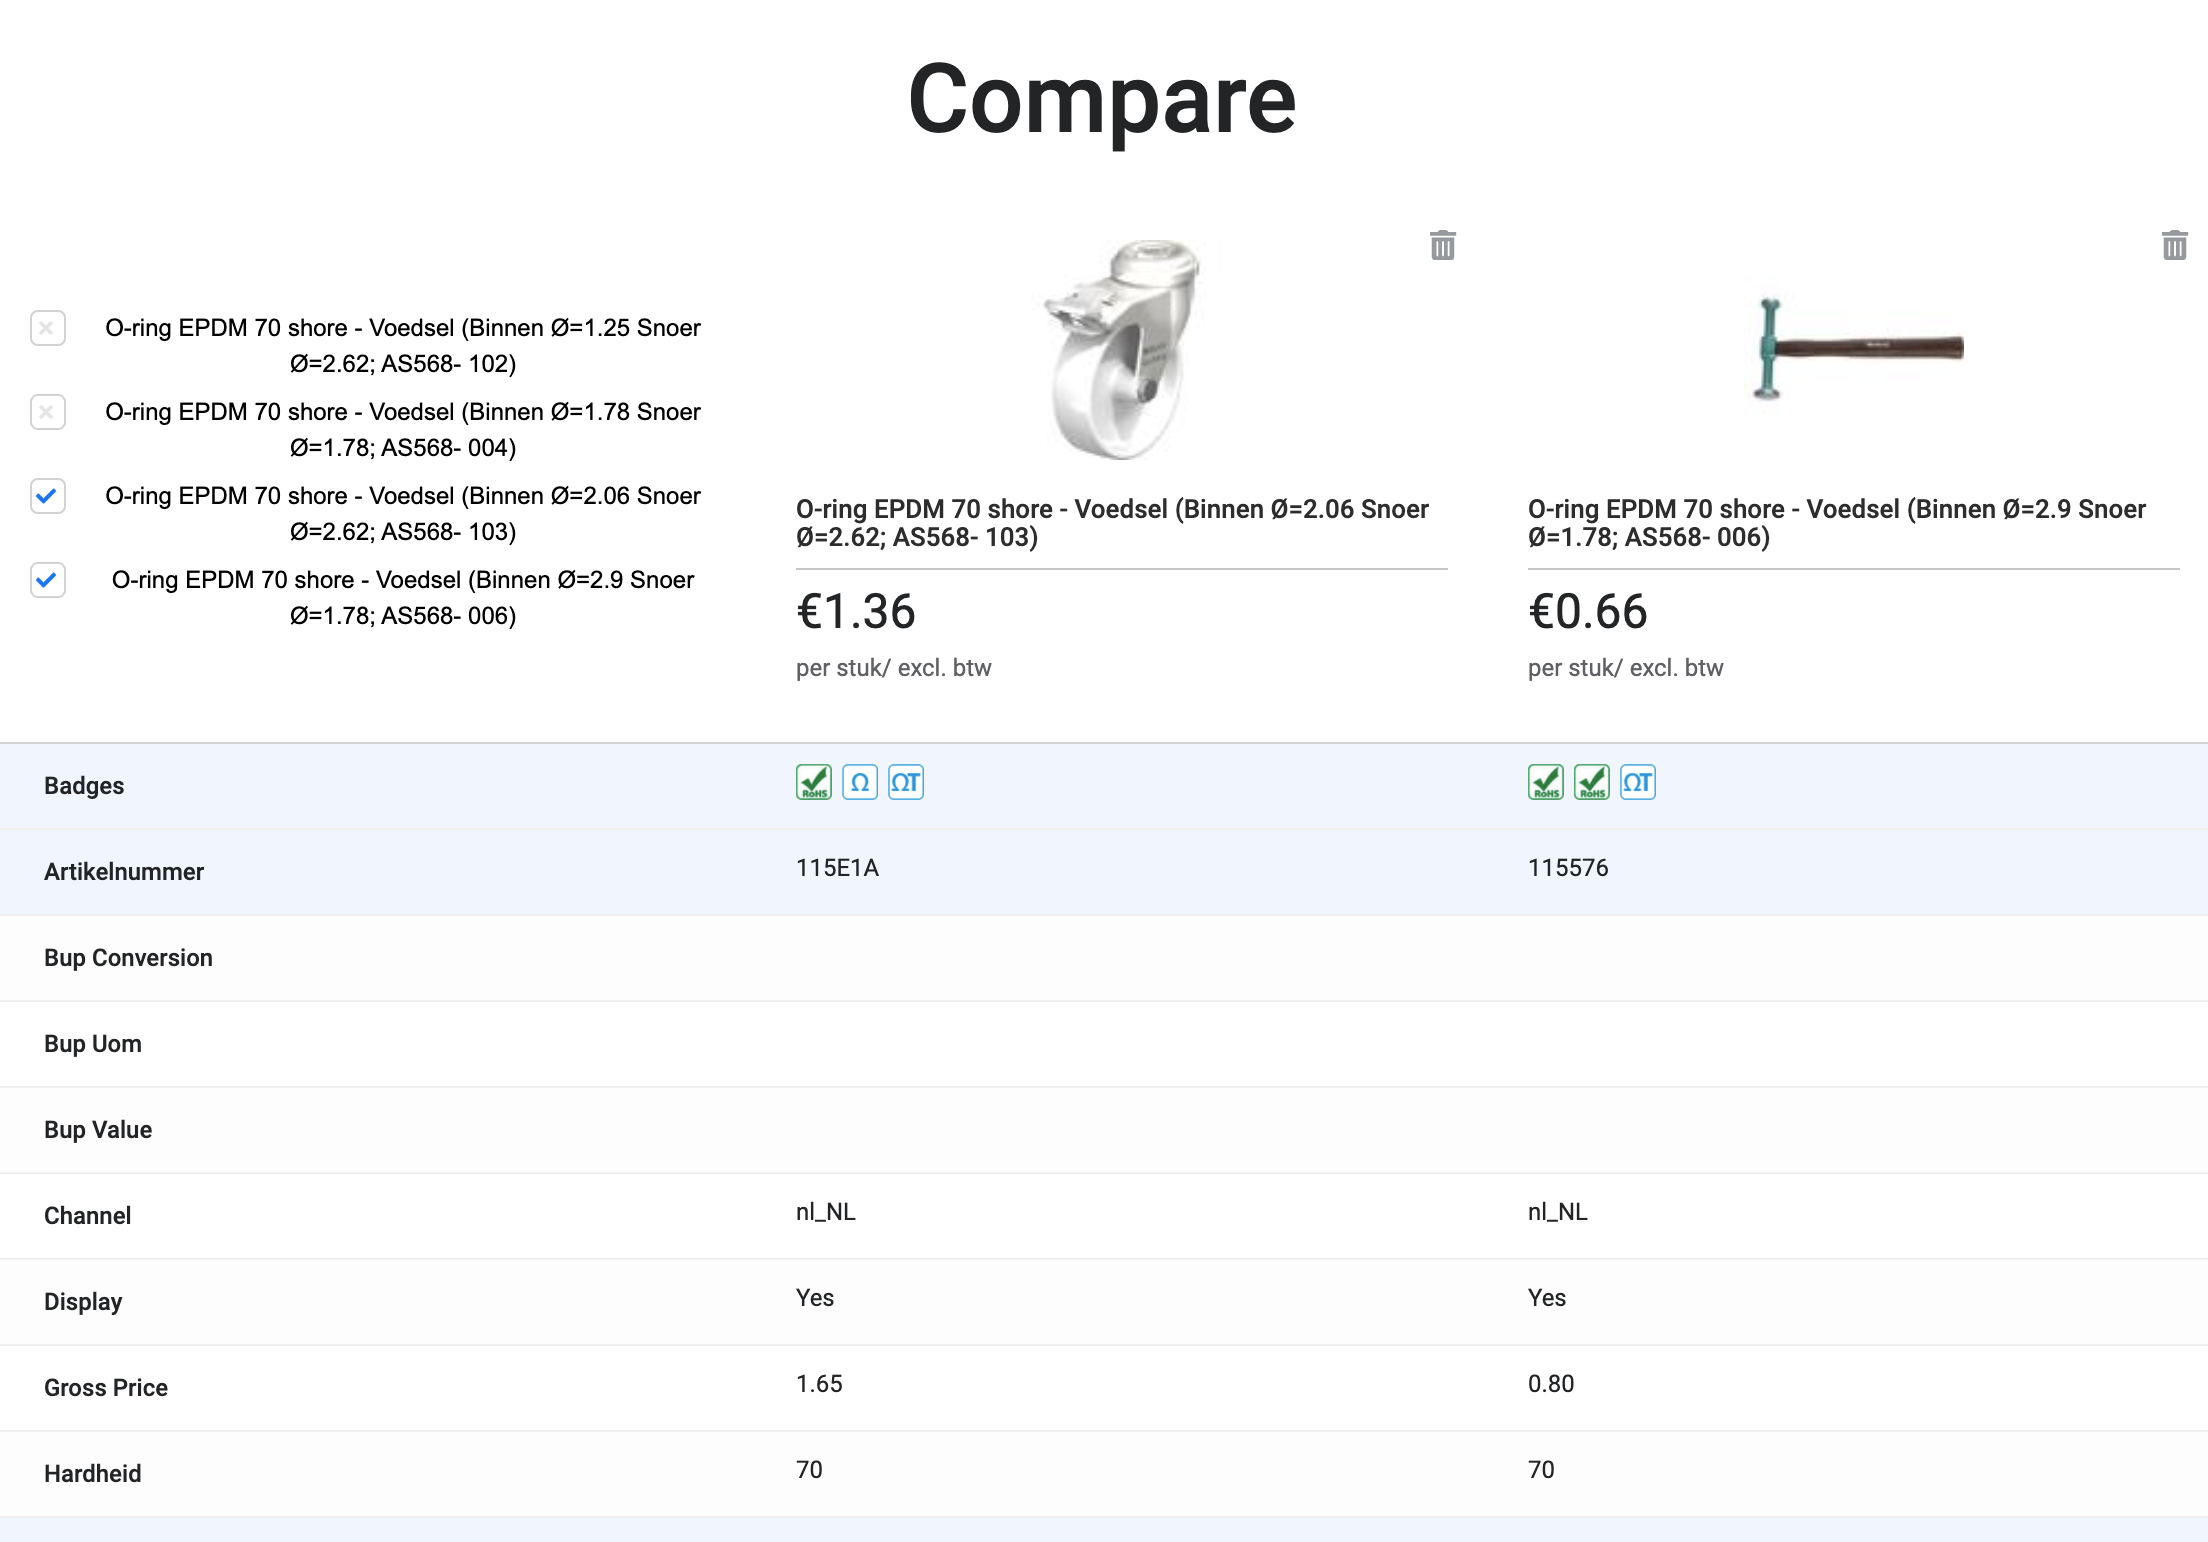 Compare
O-ring EPDM 70 shore - Voedsel (Binnen Ø=1.25 Snoer
Ø=2.62; AS568- 102)
O-ring EPDM 70 shore - Voedsel (Binnen Ø=1.78 Snoer
Ø=1.78; AS568- 004)
O-ring EPDM 70 shore - Voedsel (Binnen Ø=2.06 Snoer
Ø=2.62; AS568- 103)
O-ring EPDM 70 shore - Voedsel (Binnen Ø=2.9 Snoer
Ø=1.78; AS568- 006)
O-ring EPDM 70 shore - Voedsel (Binnen Ø=2.06 Snoer
Ø=2.62; AS568- 103)
€1.36
per stuk/ excl. btw
O-ring EPDM 70 shore - Voedsel (Binnen Ø=2.9 Snoer
Ø=1.78; AS568- 006)
€0.66
per stuk/ excl. btw
Badges RoHS Ω ΩT RoHS RoHS ΩT
Artikelnummer 115E1A 115576
Bup Conversion
Bup Uom
Bup Value
Channel nl_NL nl_NL
Display Yes Yes
Gross Price 1.65 0.80
Hardheid 70 70